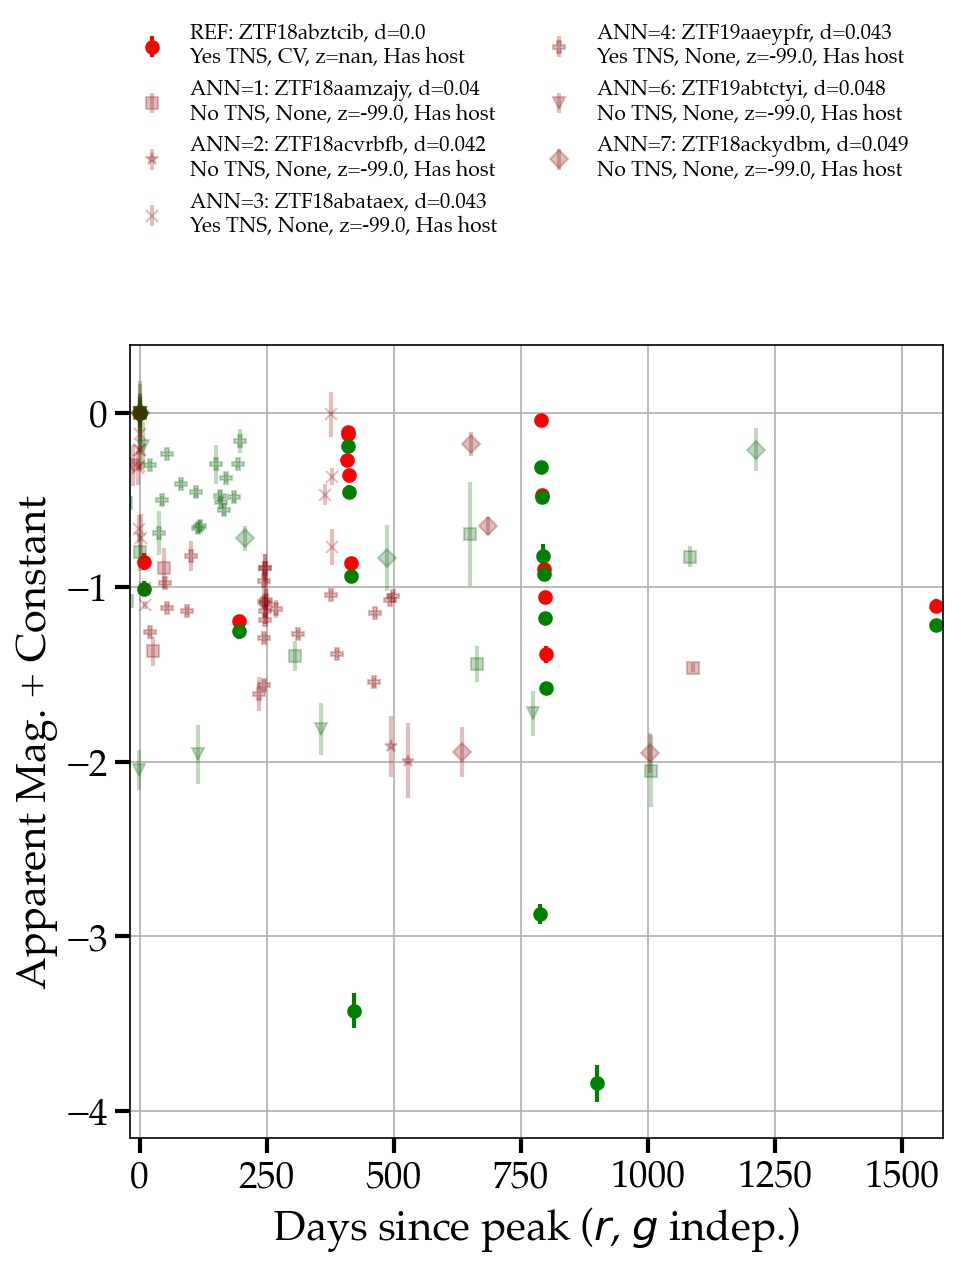 REF: ZTF18abztcib, d=0.0
Yes TNS, CV, z=nan, Has host
ANN=1: ZTF18aamzajy, d=0.04
No TNS, None, z=-99.0, Has host
ANN=2: ZTF18acvrbfb, d=0.042
No TNS, None, z=-99.0, Has host
ANN=3: ZTF18abataex, d=0.043
Yes TNS, None, z=-99.0, Has host
ANN=4: ZTF19aaeypfr, d=0.043
Yes TNS, None, z=-99.0, Has host
ANN=6: ZTF19abtctyi, d=0.048
No TNS, None, z=-99.0, Has host
ANN=7: ZTF18ackydbm, d=0.049
No TNS, None, z=-99.0, Has host
Apparent Mag. + Constant
0
−1
−2
−3
−4
0 250 500 750 1000 1250 1500
Days since peak (r, g indep.)